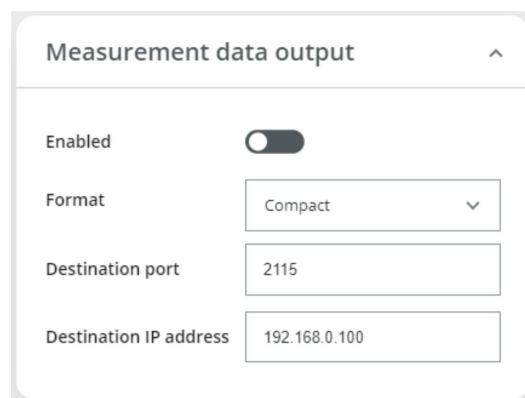 Measurement data output
Enabled
Format Compact
Destination port 2115
Destination IP address 192.168.0.100